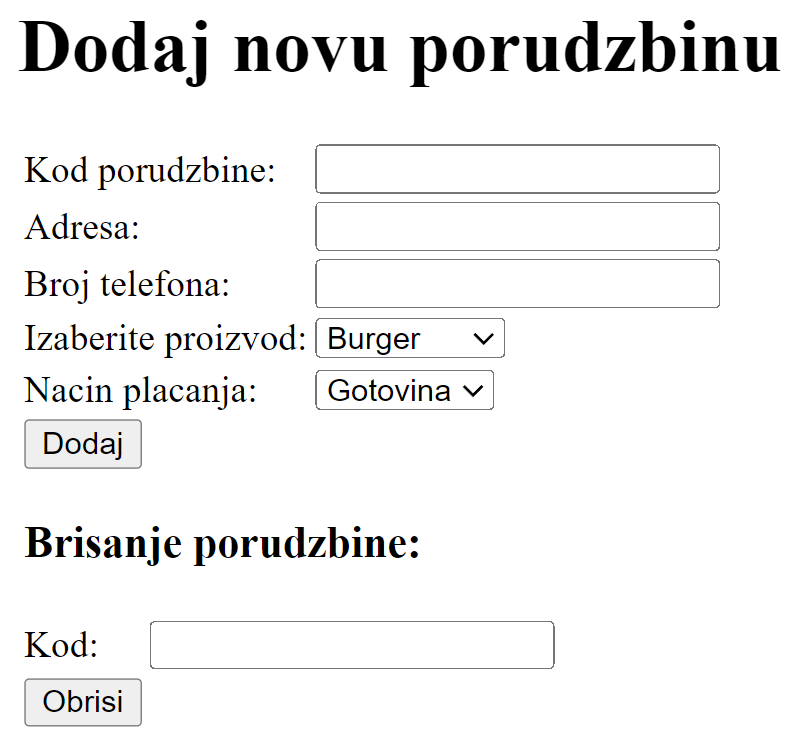 Dodaj novu porudzbinu
Kod porudzbine:
Adresa:
Broj telefona:
Izaberite proizvod: Burger
Nacin placanja: Gotovina
Dodaj
Brisanje porudzbine:
Kod:
Obrisi